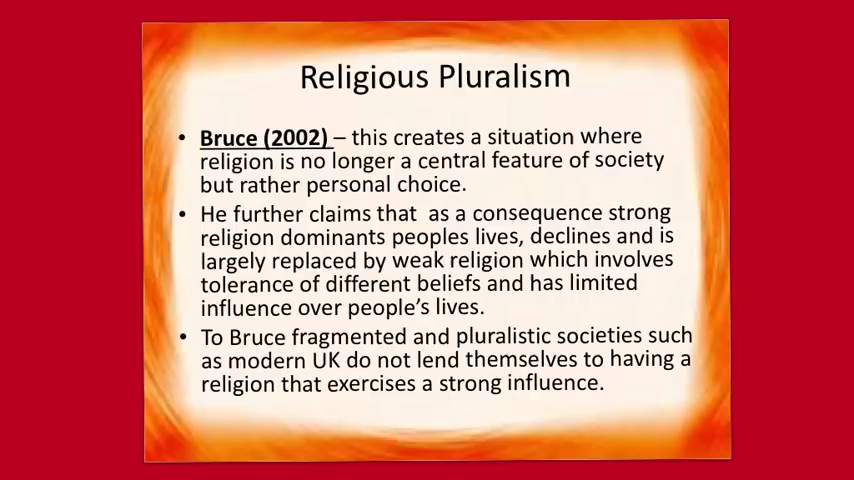 Religious Pluralism
• Bruce (2002) – this creates a situation where
religion is no longer a central feature of society
but rather personal choice.
• He further claims that  as a consequence strong
religion dominants peoples lives, declines and is
largely replaced by weak religion which involves
tolerance of different beliefs and has limited
influence over people’s lives.
• To Bruce fragmented and pluralistic societies such
as modern UK do not lend themselves to having a
religion that exercises a strong influence.